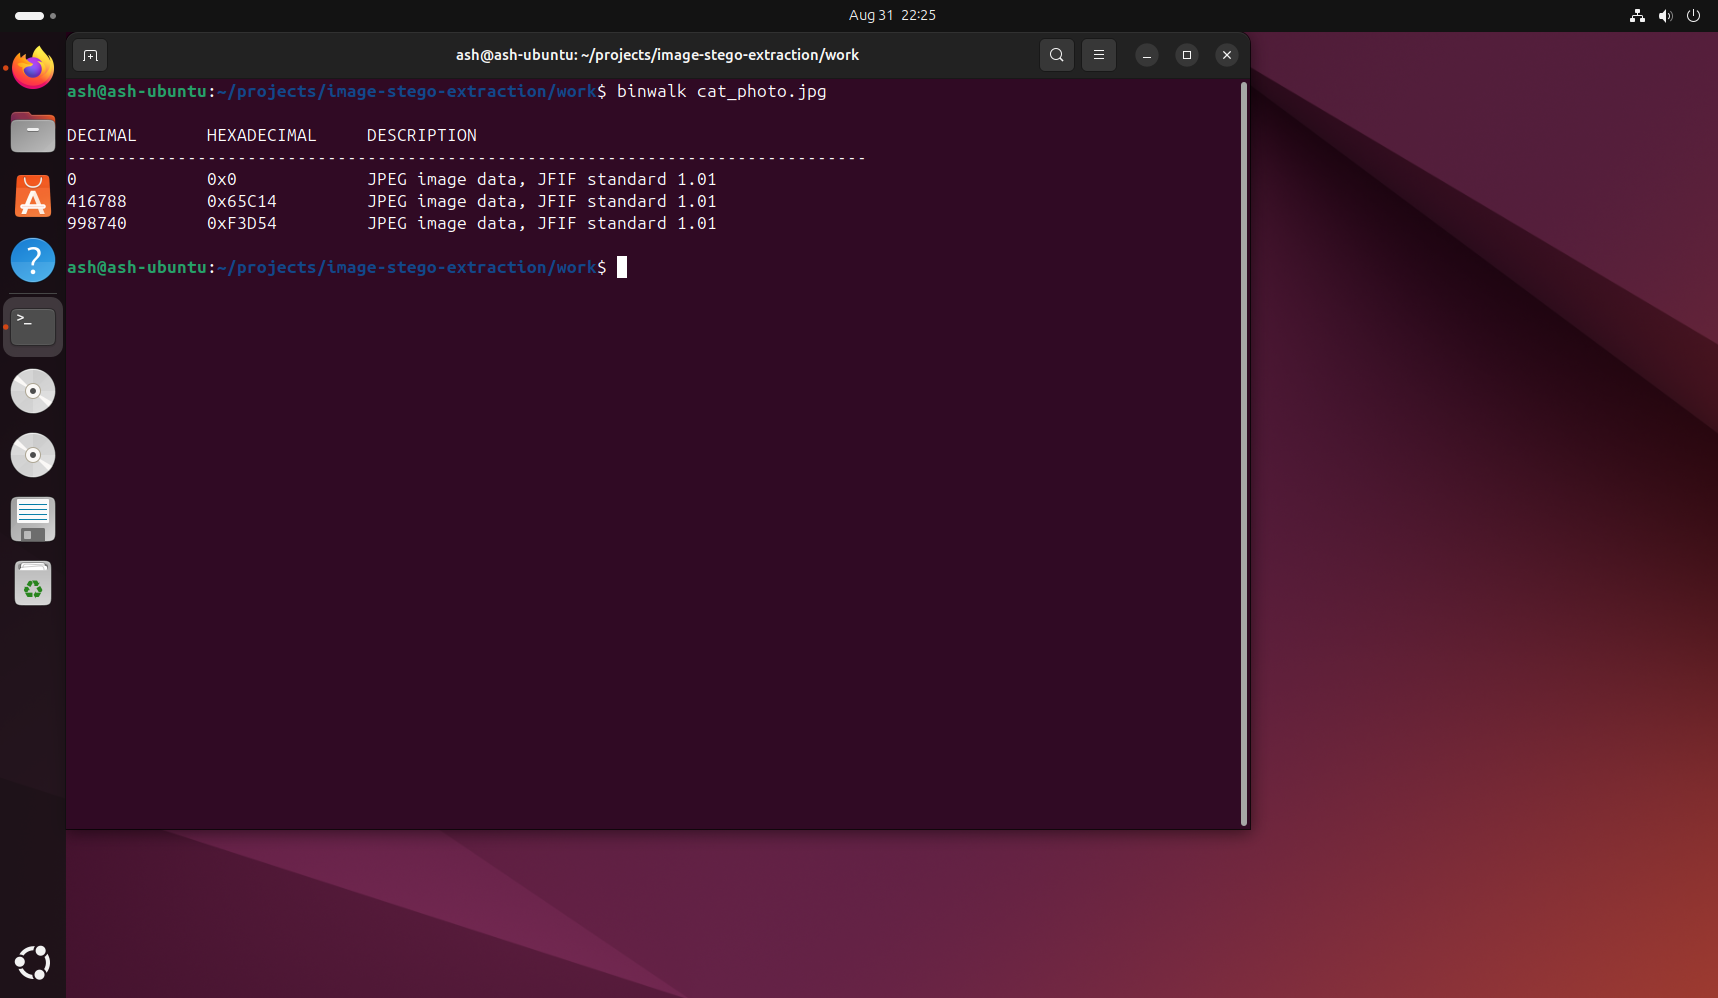 Aug 31 22:25
ash@ash-ubuntu: ~/projects/image-stego-extraction/work
ash@ash-ubuntu:~/projects/image-stego-extraction/work$ binwalk cat_photo.jpg
DECIMAL       HEXADECIMAL     DESCRIPTION
--------------------------------------------------------------------------------
0             0x0             JPEG image data, JFIF standard 1.01
416788        0x65C14         JPEG image data, JFIF standard 1.01
998740        0xF3D54         JPEG image data, JFIF standard 1.01
ash@ash-ubuntu:~/projects/image-stego-extraction/work$